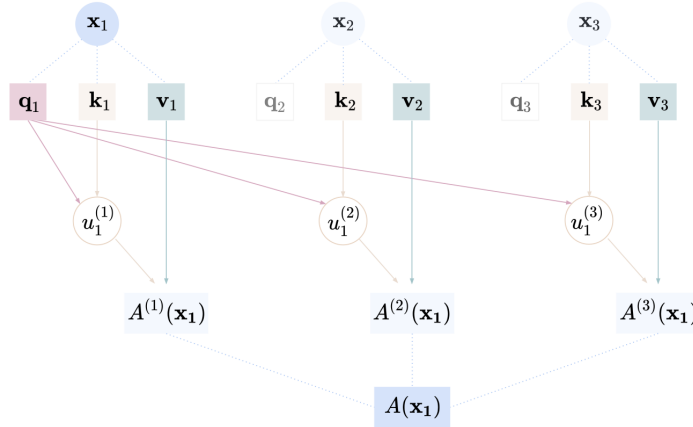 𝐱₁ 𝐱₂ 𝐱₃
𝐪₁ 𝐤₁ 𝐯₁ 𝐪₂ 𝐤₂ 𝐯₂ 𝐪₃ 𝐤₃ 𝐯₃
u₁⁽¹⁾ u₁⁽²⁾ u₁⁽³⁾
A⁽¹⁾(𝐱₁) A⁽²⁾(𝐱₁) A⁽³⁾(𝐱₁)
A(𝐱₁)